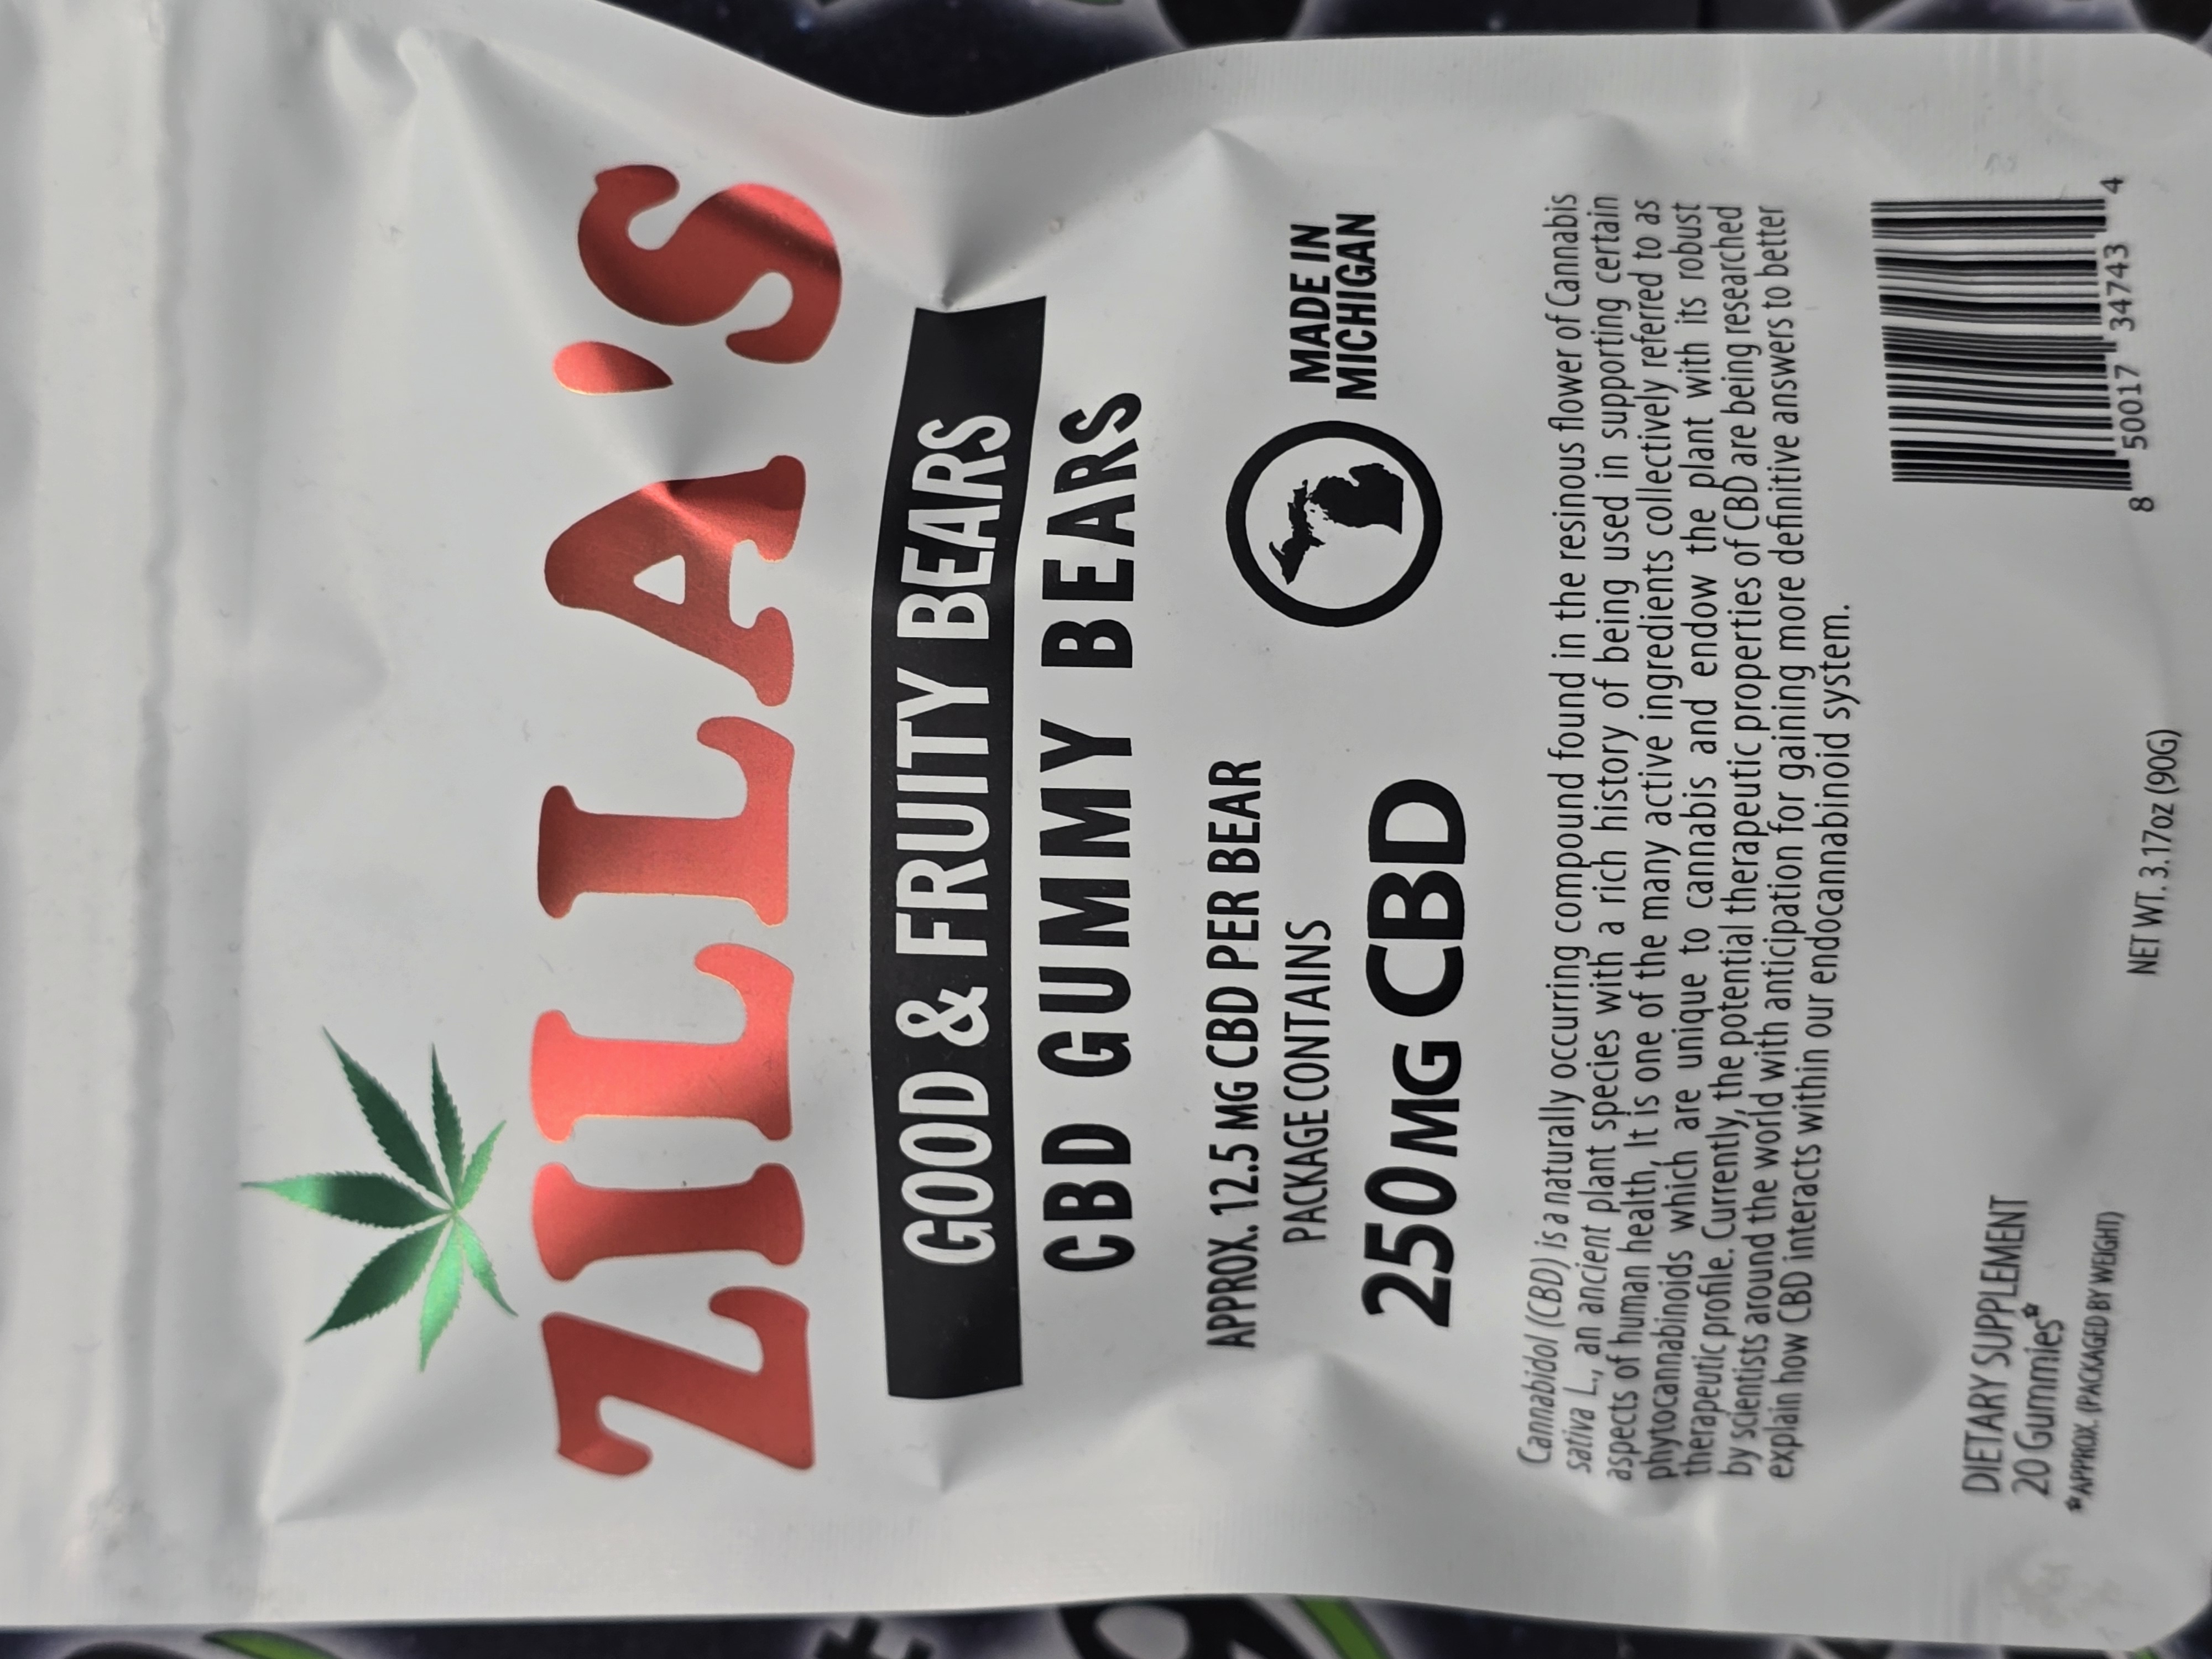 ZILLA'S
GOOD & FRUITY BEARS
CBD GUMMY BEARS
APPROX. 12.5 MG CBD PER BEAR
PACKAGE CONTAINS
250MG CBD
MADE IN
MICHIGAN
Cannabidol (CBD) is a naturally occurring compound found in the resinous flower of Cannabis
sativa L., an ancient plant species with a rich history of being used in supporting certain
aspects of human health, It is one of the many active ingredients collectively referred to as
phytocannabinoids which are unique to cannabis and endow the plant with its robust
therapeutic profile. Currently, the potential therapeutic properties of CBD are being researched
by scientists around the world with anticipation for gaining more definitive answers to better
explain how CBD interacts within our endocannabinoid system.
DIETARY SUPPLEMENT
20 Gummies*
*APPROX. (PACKAGED BY WEIGHT)
NET WT. 3.17oz (90G)
8 50017 34743 4